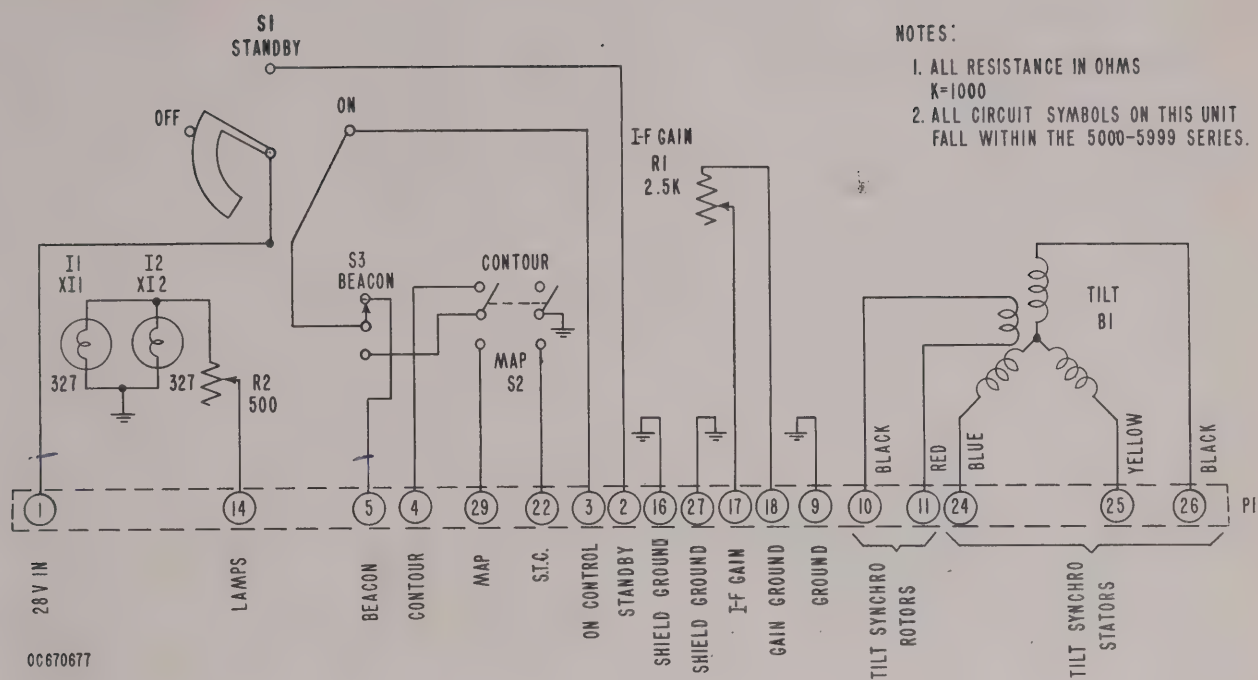 S1
STANDBY
OFF
ON
NOTES:
1. ALL RESISTANCE IN OHMS
K=1000
2. ALL CIRCUIT SYMBOLS ON THIS UNIT
FALL WITHIN THE 5000-5999 SERIES.
I-F GAIN
R1
2.5K
I1
XI1
I2
XI2
S3
BEACON
CONTOUR
TILT
B1
327
327
R2
500
MAP
S2
BLACK
RED
BLUE
YELLOW
BLACK
1
14
5
4
29
22
3
2
16
27
17
18
9
10
11
24
25
26
P1
28 V IN
LAMPS
BEACON
CONTOUR
MAP
S.T.C.
ON CONTROL
STANDBY
SHIELD GROUND
SHIELD GROUND
I-F GAIN
GAIN GROUND
GROUND
TILT SYNCHRO
ROTORS
TILT SYNCHRO
STATORS
OC670677